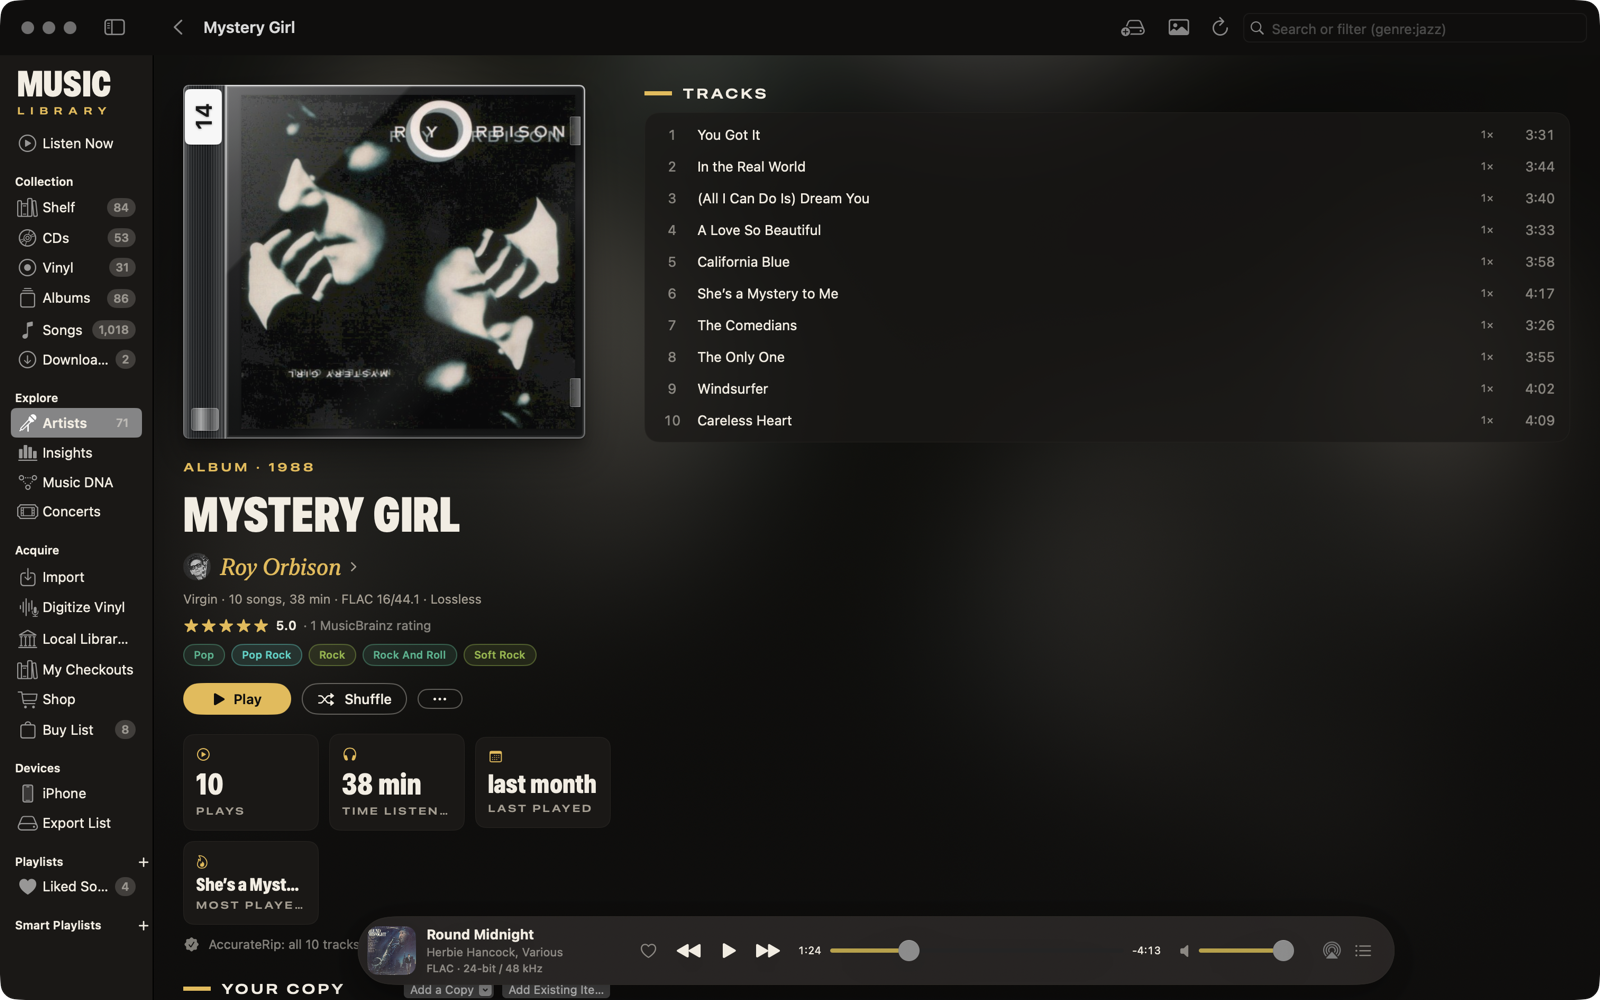 Mystery Girl
Search or filter (genre:jazz)
MUSIC
LIBRARY
Listen Now
Collection
Shelf 84
CDs 53
Vinyl 31
Albums 86
Songs 1,018
Downloa... 2
Explore
Artists 71
Insights
Music DNA
Concerts
Acquire
Import
Digitize Vinyl
Local Librar...
My Checkouts
Shop
Buy List 8
Devices
iPhone
Export List
Playlists +
Liked So... 4
Smart Playlists +
14
ROY ORBISON
MYSTERY GIRL
ALBUM · 1988
MYSTERY GIRL
Roy Orbison >
Virgin · 10 songs, 38 min · FLAC 16/44.1 · Lossless
★★★★★ 5.0 · 1 MusicBrainz rating
Pop Pop Rock Rock Rock And Roll Soft Rock
Play Shuffle ...
10
PLAYS
38 min
TIME LISTEN...
last month
LAST PLAYED
She's a Myst...
MOST PLAYE...
AccurateRip: all 10 tracks
YOUR COPY Add a Copy Add Existing Ite...
TRACKS
1 You Got It 1× 3:31
2 In the Real World 1× 3:44
3 (All I Can Do Is) Dream You 1× 3:40
4 A Love So Beautiful 1× 3:33
5 California Blue 1× 3:58
6 She's a Mystery to Me 1× 4:17
7 The Comedians 1× 3:26
8 The Only One 1× 3:55
9 Windsurfer 1× 4:02
10 Careless Heart 1× 4:09
Round Midnight
Herbie Hancock, Various
FLAC · 24-bit / 48 kHz
1:24 -4:13